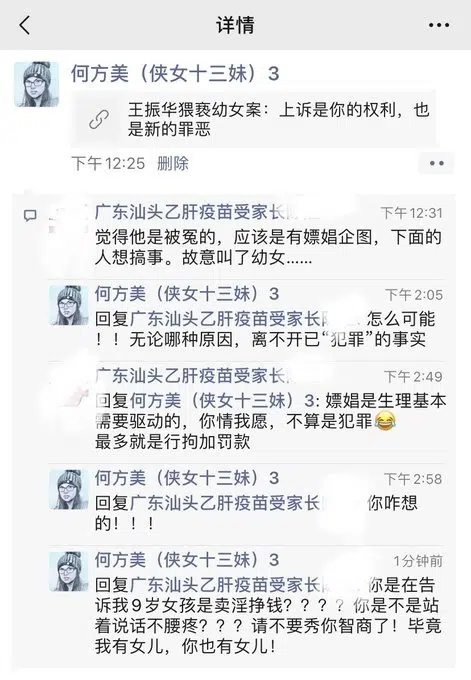 详情
何方美（侠女十三妹）3
王振华猥亵幼女案：上诉是你的权利，也
是新的罪恶
下午12:25 删除
广东汕头乙肝疫苗受家长
下午12:31
觉得他是被冤的，应该是有嫖娼企图，下面的
人想搞事。故意叫了幼女......
何方美（侠女十三妹）3
下午2:05
回复广东汕头乙肝疫苗受家长 怎么可能
！！无论哪种原因，离不开已“犯罪”的事实
广东汕头乙肝疫苗受家长
下午2:49
回复何方美（侠女十三妹）3: 嫖娼是生理基本
需要驱动的，你情我愿，不算是犯罪😂
最多就是行拘加罚款
何方美（侠女十三妹）3
下午2:58
回复广东汕头乙肝疫苗受家长 你咋想
的！！！
何方美（侠女十三妹）3
1分钟前
回复广东汕头乙肝疫苗受家长 你是在告
诉我9岁女孩是卖淫挣钱？？？？你是不是站
着说话不腰疼？？？请不要秀你智商了！毕竟
我有女儿，你也有女儿！